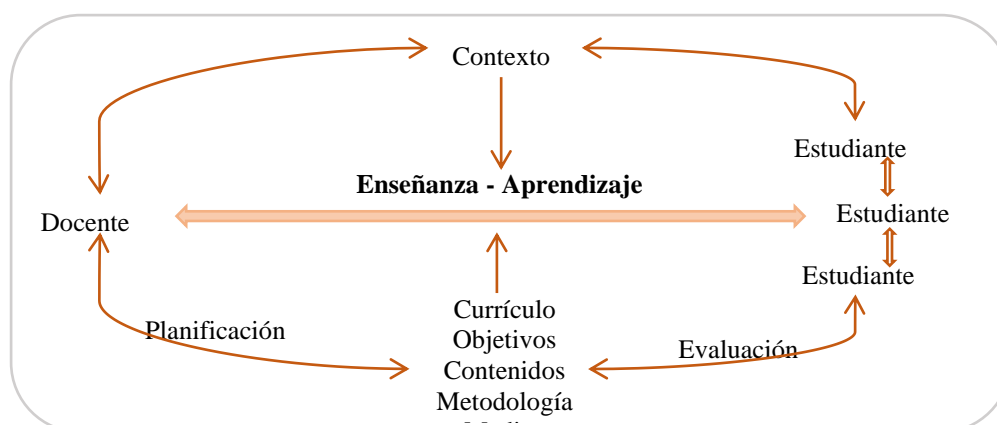 Contexto
Estudiante
Enseñanza - Aprendizaje
Docente
Estudiante
Estudiante
Planificación
Currículo
Objetivos
Contenidos
Metodología
Evaluación